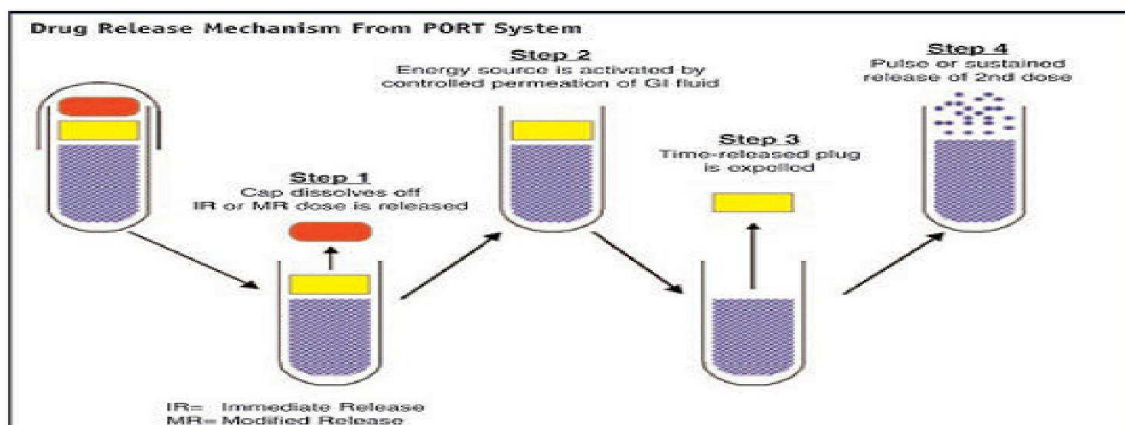 Drug Release Mechanism From PORT System
Step 1
Cap dissolves off
IR or MR dose is released
Step 2
Energy source is activated by
controlled permeation of GI fluid
Step 3
Time-released plug
is expelled
Step 4
Pulse or sustained
release of 2nd dose
IR= Immediate Release
MR= Modified Release